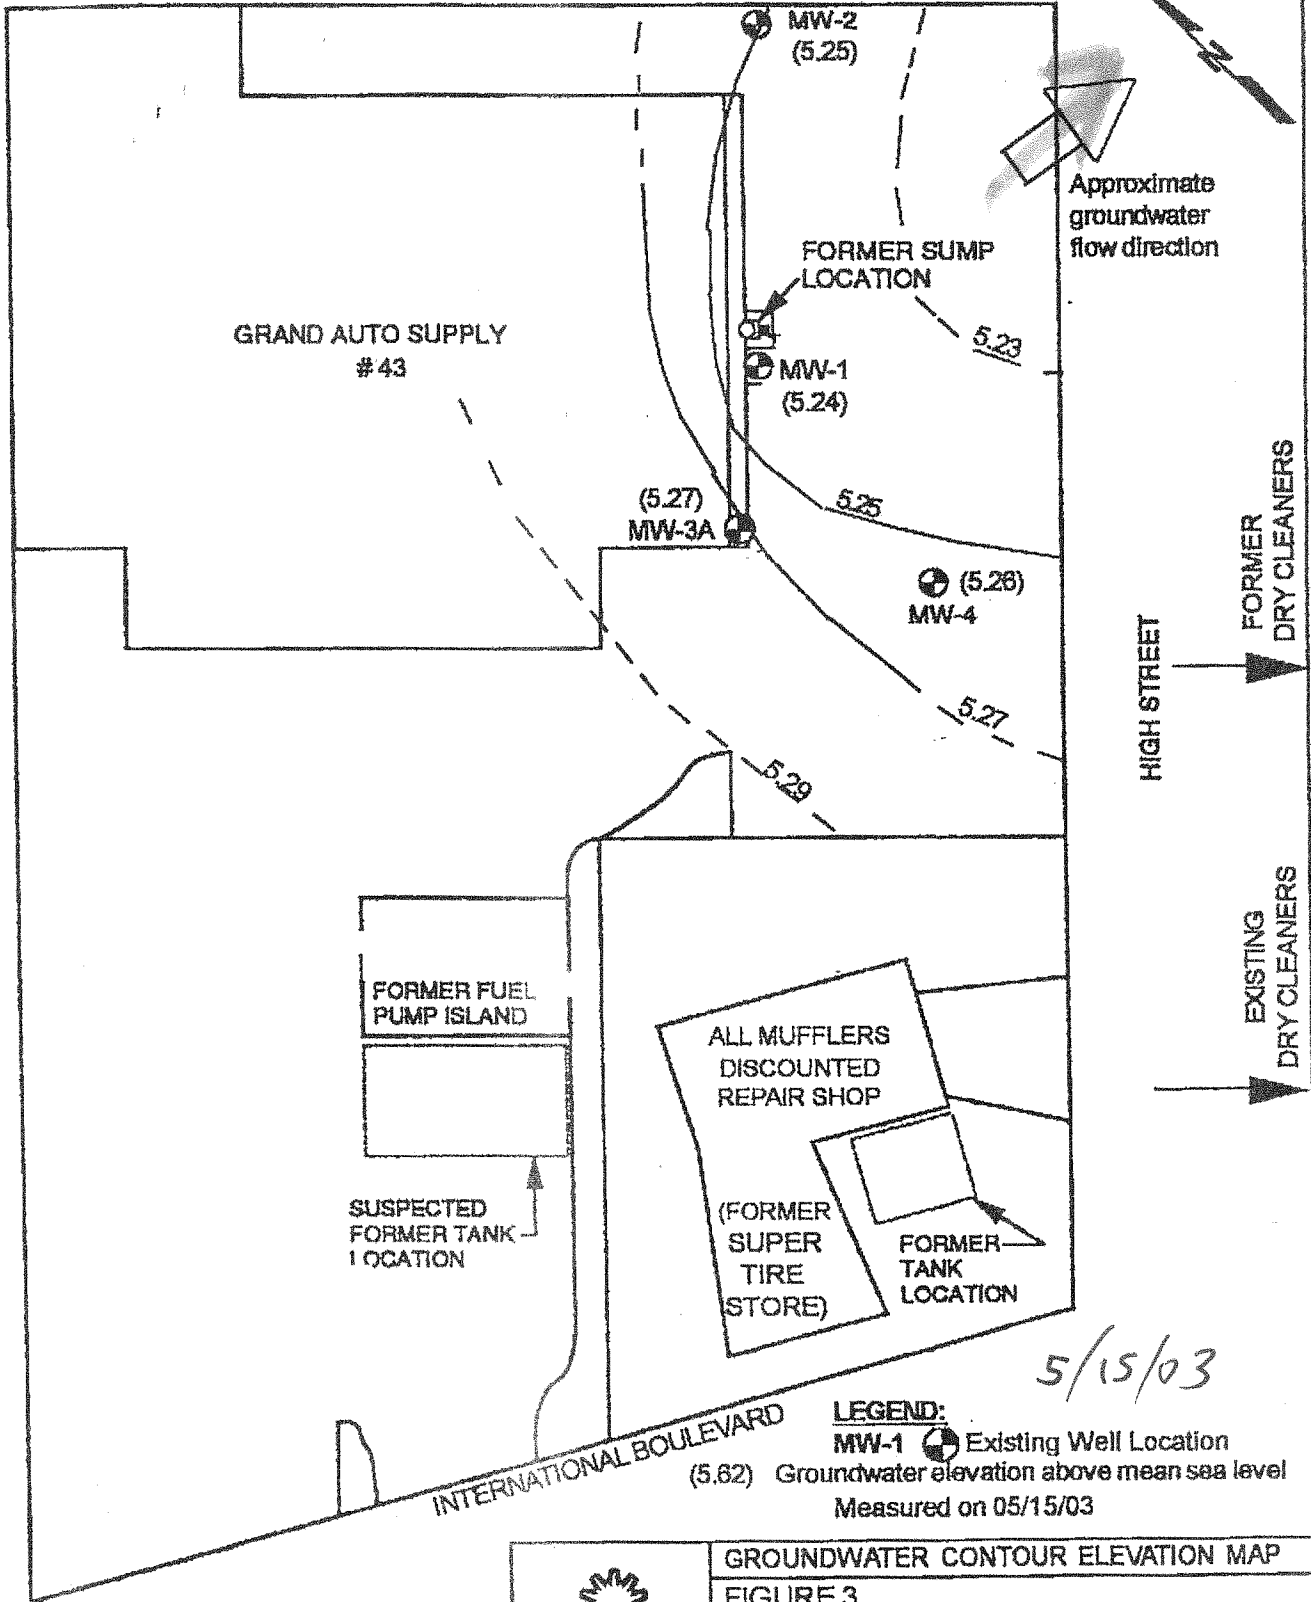 MW-2
(5.25)
N
Approximate
groundwater
flow direction
FORMER SUMP
LOCATION
GRAND AUTO SUPPLY
#43
5.23
MW-1
(5.24)
(5.27)
MW-3A
5.25
(5.26)
MW-4
FORMER
DRY CLEANERS
HIGH STREET
5.27
5.29
EXISTING
DRY CLEANERS
FORMER FUEL
PUMP ISLAND
ALL MUFFLERS
DISCOUNTED
REPAIR SHOP
SUSPECTED
FORMER TANK
LOCATION
(FORMER
SUPER
TIRE
STORE)
FORMER
TANK
LOCATION
5/15/03
INTERNATIONAL BOULEVARD
LEGEND:
MW-1 Existing Well Location
(5.62) Groundwater elevation above mean sea level
Measured on 05/15/03
GROUNDWATER CONTOUR ELEVATION MAP
FIGURE 3